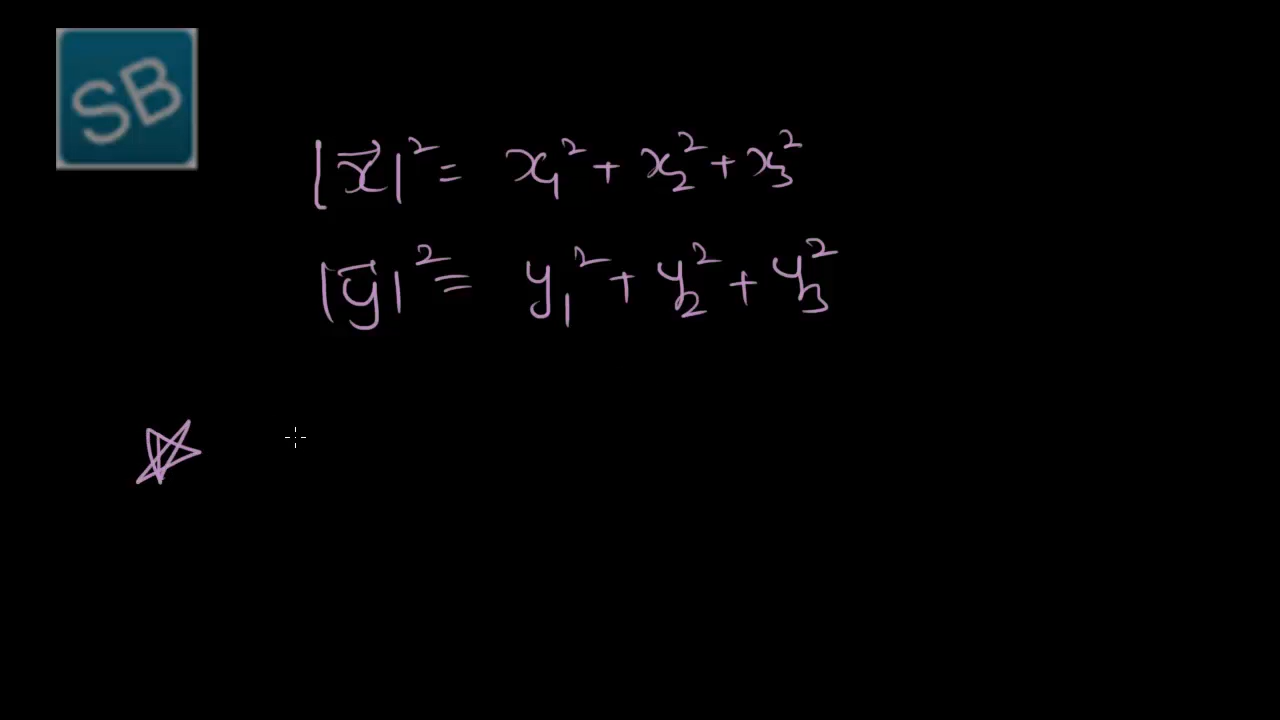 SB
|x⃗|² = x₁² + x₂² + x₃²
|y⃗|² = y₁² + y₂² + y₃²